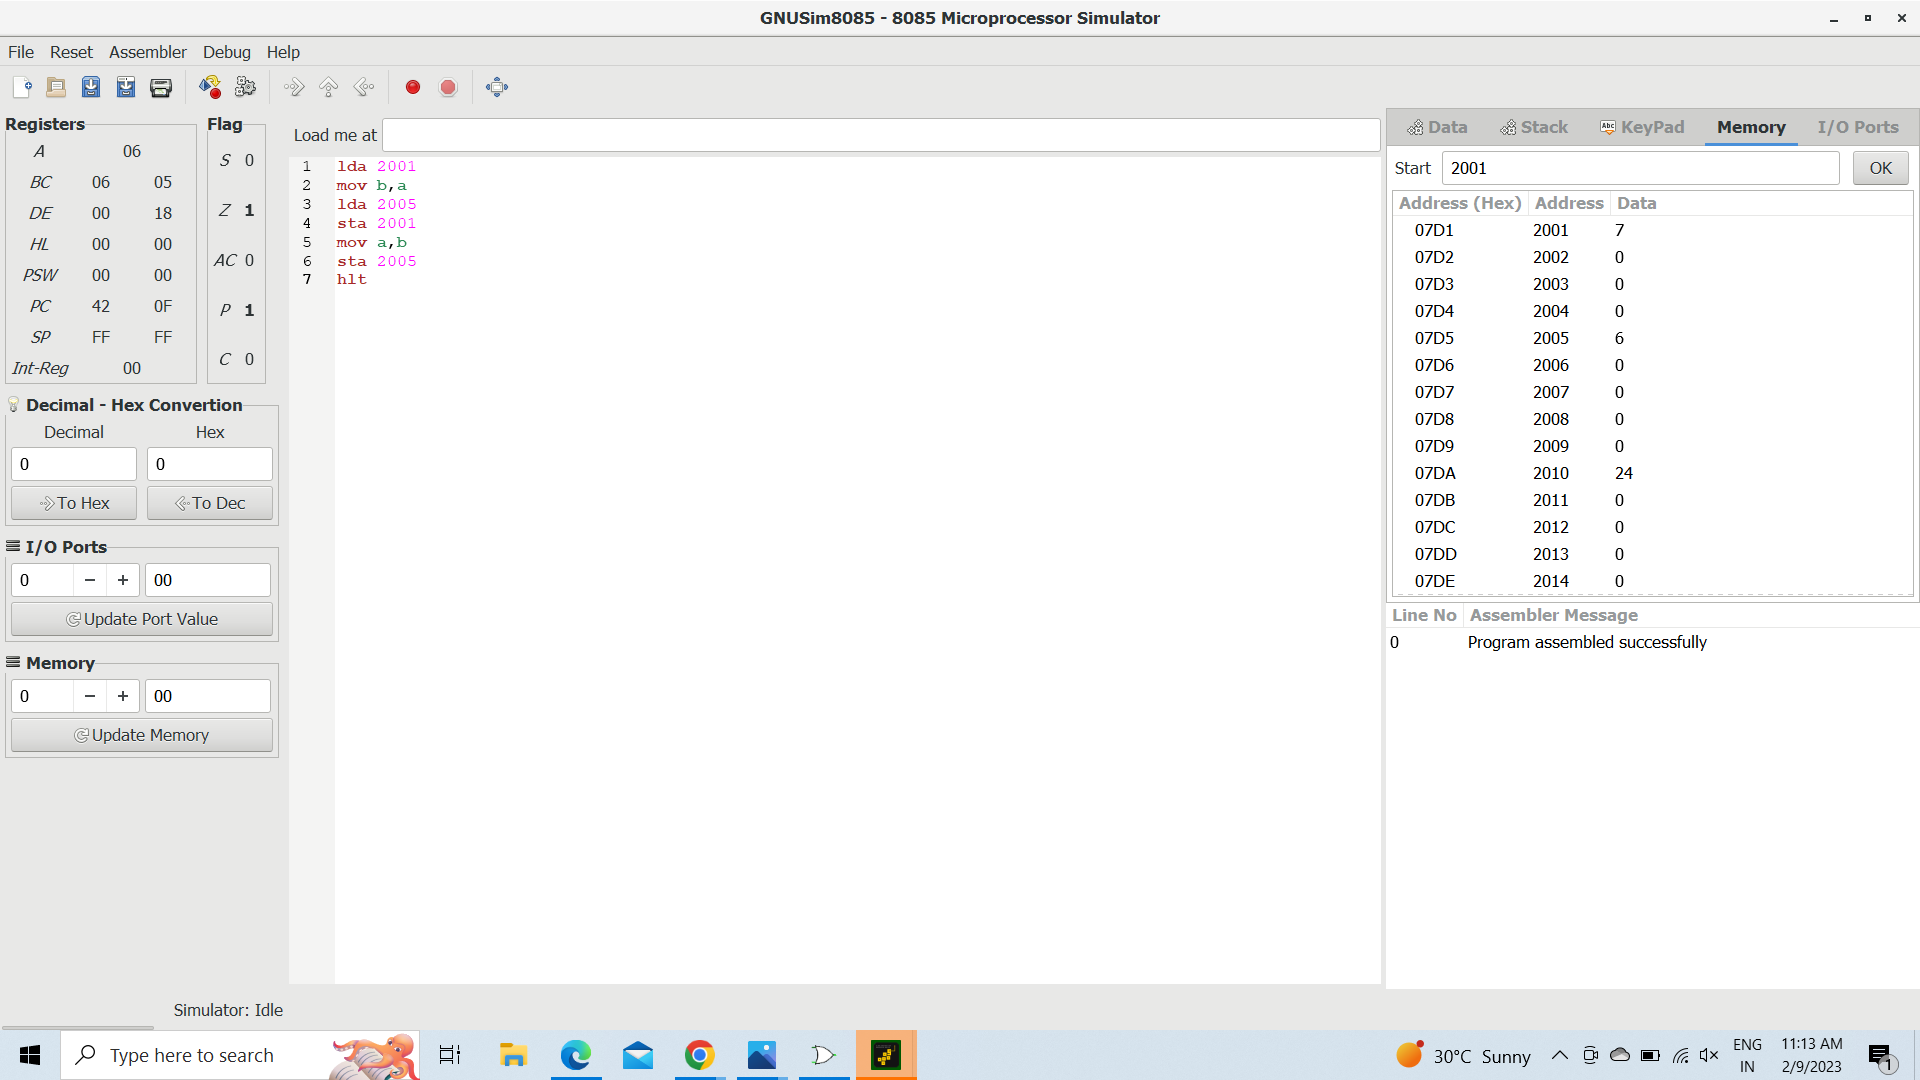 GNUSim8085 - 8085 Microprocessor Simulator
File Reset Assembler Debug Help
Registers
A 06
BC 06 05
DE 00 18
HL 00 00
PSW 00 00
PC 42 0F
SP FF FF
Int-Reg 00
Flag
S 0
Z 1
AC 0
P 1
C 0
Decimal - Hex Convertion
Decimal Hex
0 0
To Hex To Dec
I/O Ports
0 − + 00
Update Port Value
Memory
0 − + 00
Update Memory
Load me at
1 lda 2001
2 mov b,a
3 lda 2005
4 sta 2001
5 mov a,b
6 sta 2005
7 hlt
Data Stack Abc KeyPad Memory I/O Ports
Start 2001 OK
Address (Hex) Address Data
07D1 2001 7
07D2 2002 0
07D3 2003 0
07D4 2004 0
07D5 2005 6
07D6 2006 0
07D7 2007 0
07D8 2008 0
07D9 2009 0
07DA 2010 24
07DB 2011 0
07DC 2012 0
07DD 2013 0
07DE 2014 0
Line No Assembler Message
0 Program assembled successfully
Simulator: Idle
Type here to search
30°C Sunny
ENG
IN
11:13 AM
2/9/2023
1